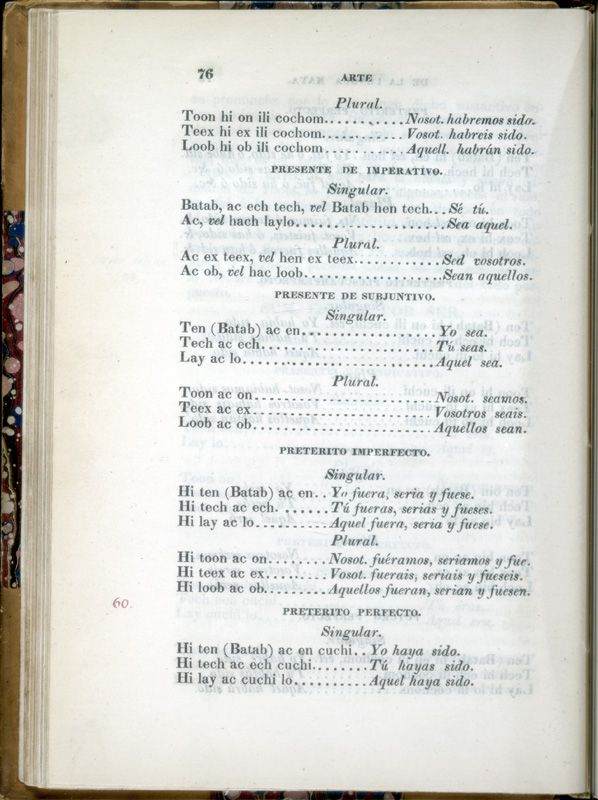 76
ARTE
Plural.
Toon hi on ili cochom............Nosot. habremos sido.
Teex hi ex ili cochom............Vosot. habreis sido.
Loob hi ob ili cochom............Aquell. habrán sido.
PRESENTE DE IMPERATIVO.
Singular.
Batab, ac ech tech, vel Batab hen tech...Sé tú.
Ac, vel hach laylo..............................Sea aquel.
Plural.
Ac ex teex, vel hen ex teex............Sed vosotros.
Ac ob, vel hac loob....................Sean aquellos.
PRESENTE DE SUBJUNTIVO.
Singular.
Ten (Batab) ac en....................Yo sea.
Tech ac ech..........................Tú seas.
Lay ac lo............................Aquel sea.
Plural.
Toon ac on...........................Nosot. seamos.
Teex ac ex...........................Vosotros seais.
Loob ac ob...........................Aquellos sean.
PRETERITO IMPERFECTO.
Singular.
Hi ten (Batab) ac en..Yo fuera, seria y fuese.
Hi tech ac ech........Tú fueras, serias y fueses.
Hi lay ac lo..........Aquel fuera, seria y fuese.
Plural.
Hi toon ac on.........Nosot. fuéramos, seriamos y fue.
Hi teex ac ex.........Vosot. fuerais, seriais y fueseis.
Hi loob ac ob.........Aquellos fueran, serian y fuesen.
60.
PRETERITO PERFECTO.
Singular.
Hi ten (Batab) ac en cuchi..Yo haya sido.
Hi tech ac ech cuchi........Tú hayas sido.
Hi lay ac cuchi lo..........Aquel haya sido.